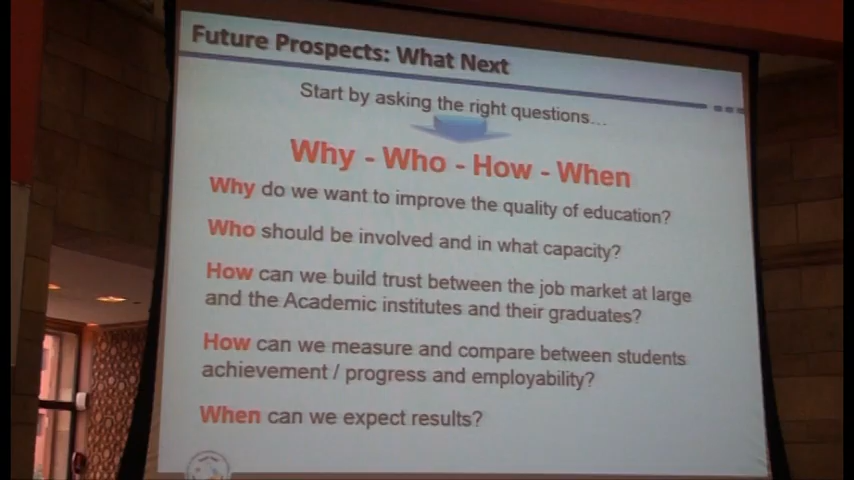 Future Prospects: What Next
Start by asking the right questions...
Why - Who - How - When
Why do we want to improve the quality of education?
Who should be involved and in what capacity?
How can we build trust between the job market at large
and the Academic institutes and their graduates?
How can we measure and compare between students
achievement / progress and employability?
When can we expect results?